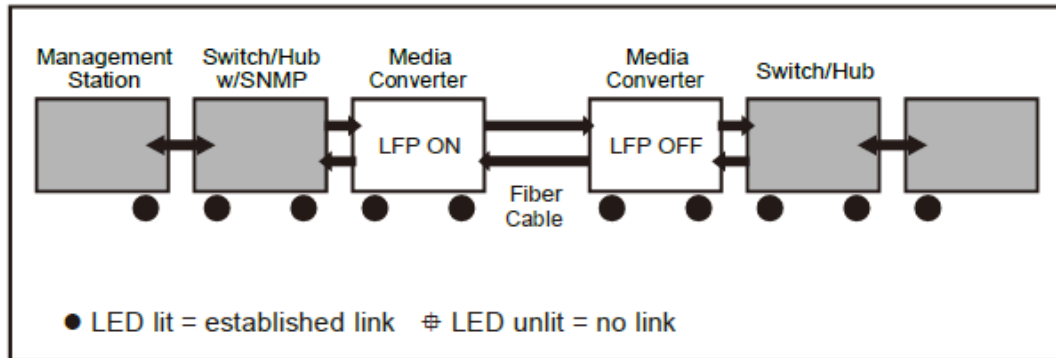 Management
Station
Switch/Hub
w/SNMP
Media
Converter
Media
Converter
Switch/Hub
LFP ON
LFP OFF
Fiber
Cable
LED lit = established link LED unlit = no link